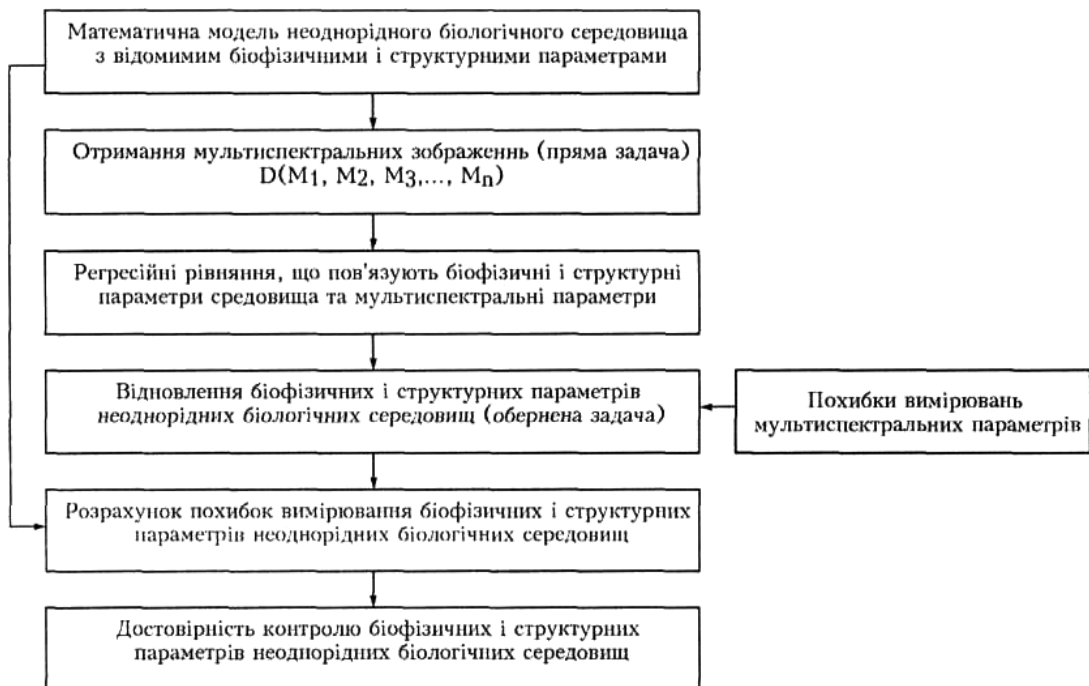 Математична модель неоднорідного біологічного середовища
з відомимим біофізичними і структурними параметрами
Отримання мультиспектральних зображеннь (пряма задача)
D(M1, M2, M3,..., Mn)
Регресійні рівняння, що пов'язують біофізичні і структурні
параметри средовища та мультиспектральні параметри
Відновлення біофізичних і структурних параметрів
неоднорідних біологічних середовищ (обернена задача)
Похибки вимірювань
мультиспектральних параметрів
Розрахунок похибок вимірювання біофізичних і структурних
параметрів неоднорідних біологічних середовищ
Достовірність контролю біофізичних і структурних
параметрів неоднорідних біологічних середовищ